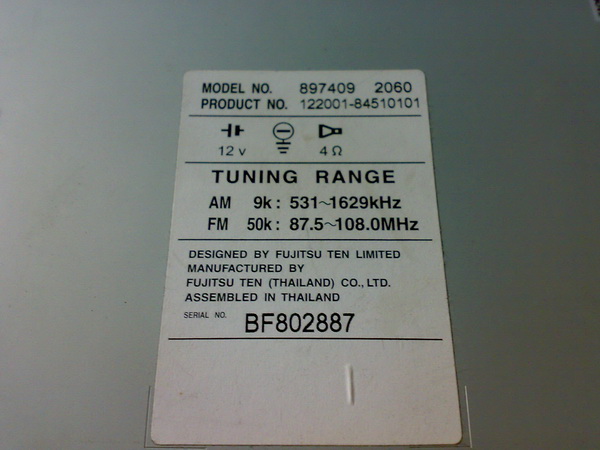 MODEL NO. 897409 2060
PRODUCT NO. 122001-84510101
12 v 4 Ω
TUNING RANGE
AM 9k: 531~1629kHz
FM 50k: 87.5~108.0MHz
DESIGNED BY FUJITSU TEN LIMITED
MANUFACTURED BY
FUJITSU TEN (THAILAND) CO., LTD.
ASSEMBLED IN THAILAND
SERIAL NO. BF802887